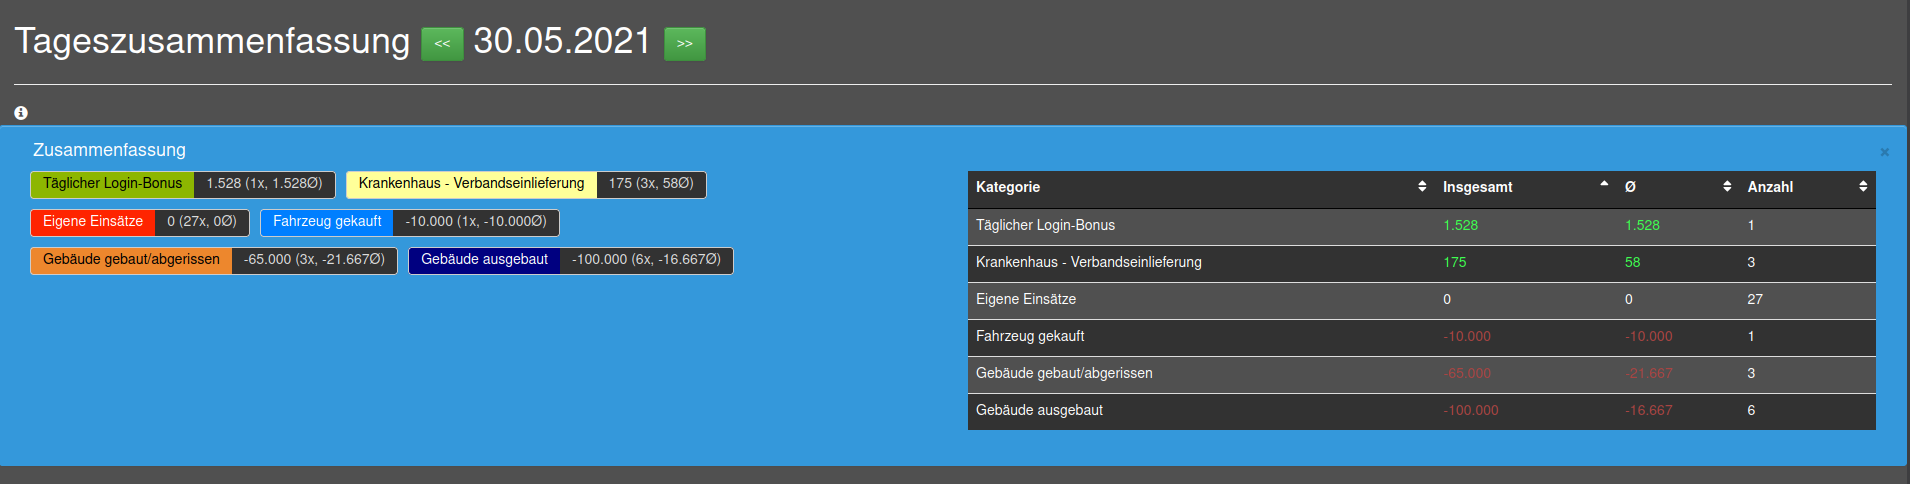 Tageszusammenfassung << 30.05.2021 >>
Zusammenfassung
×
Täglicher Login-Bonus 1.528 (1x, 1.528Ø) Krankenhaus - Verbandseinlieferung 175 (3x, 58Ø)
Eigene Einsätze 0 (27x, 0Ø) Fahrzeug gekauft -10.000 (1x, -10.000Ø)
Gebäude gebaut/abgerissen -65.000 (3x, -21.667Ø) Gebäude ausgebaut -100.000 (6x, -16.667Ø)
Kategorie Insgesamt Ø Anzahl
Täglicher Login-Bonus 1.528 1.528 1
Krankenhaus - Verbandseinlieferung 175 58 3
Eigene Einsätze 0 0 27
Fahrzeug gekauft -10.000 -10.000 1
Gebäude gebaut/abgerissen -65.000 -21.667 3
Gebäude ausgebaut -100.000 -16.667 6